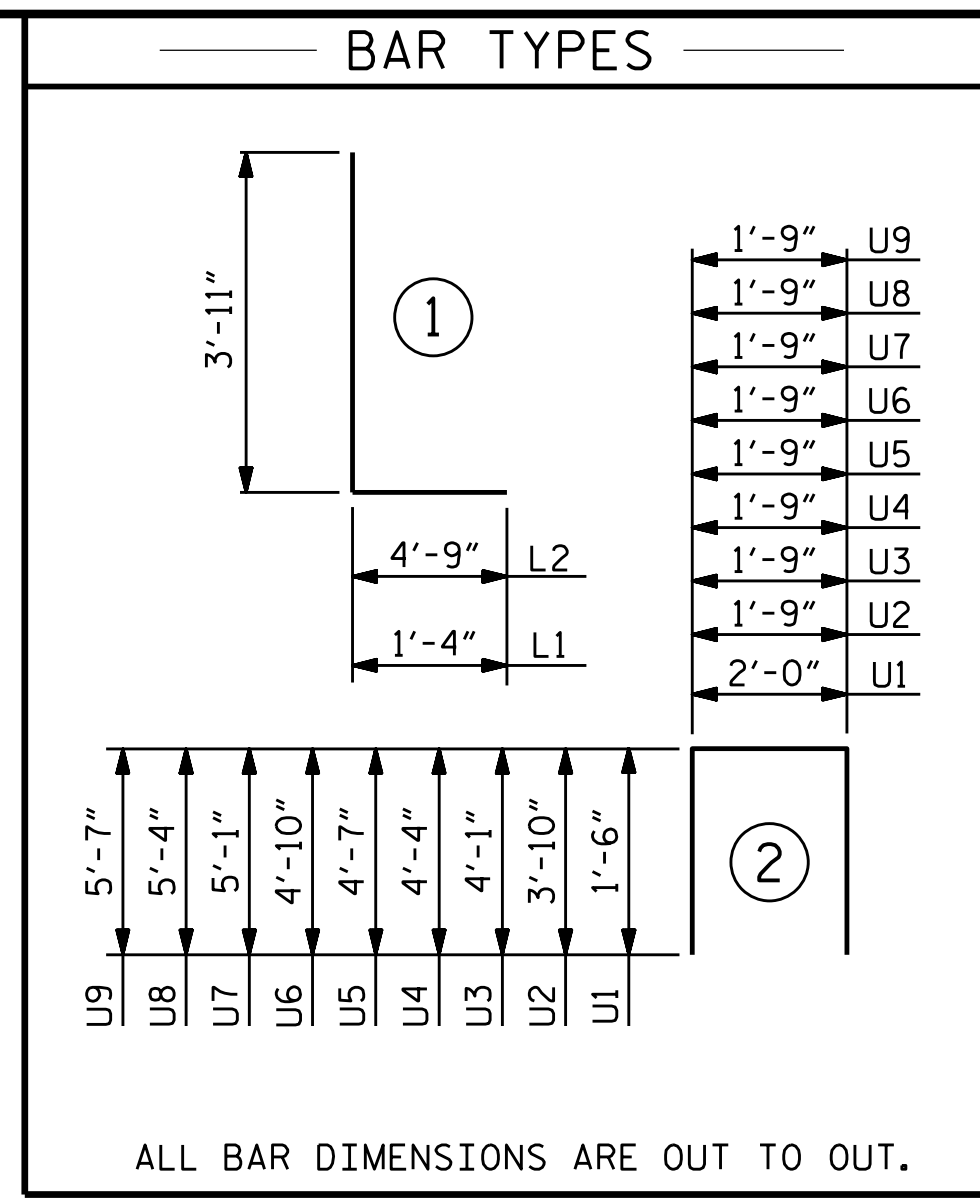 BAR TYPES
3'-11"
1
4'-9" L2
1'-4" L1
1'-9" U9
1'-9" U8
1'-9" U7
1'-9" U6
1'-9" U5
1'-9" U4
1'-9" U3
1'-9" U2
2'-0" U1
5'-7" U9
5'-4" U8
5'-1" U7
4'-10" U6
4'-7" U5
4'-4" U4
4'-1" U3
3'-10" U2
1'-6" U1
2
ALL BAR DIMENSIONS ARE OUT TO OUT.